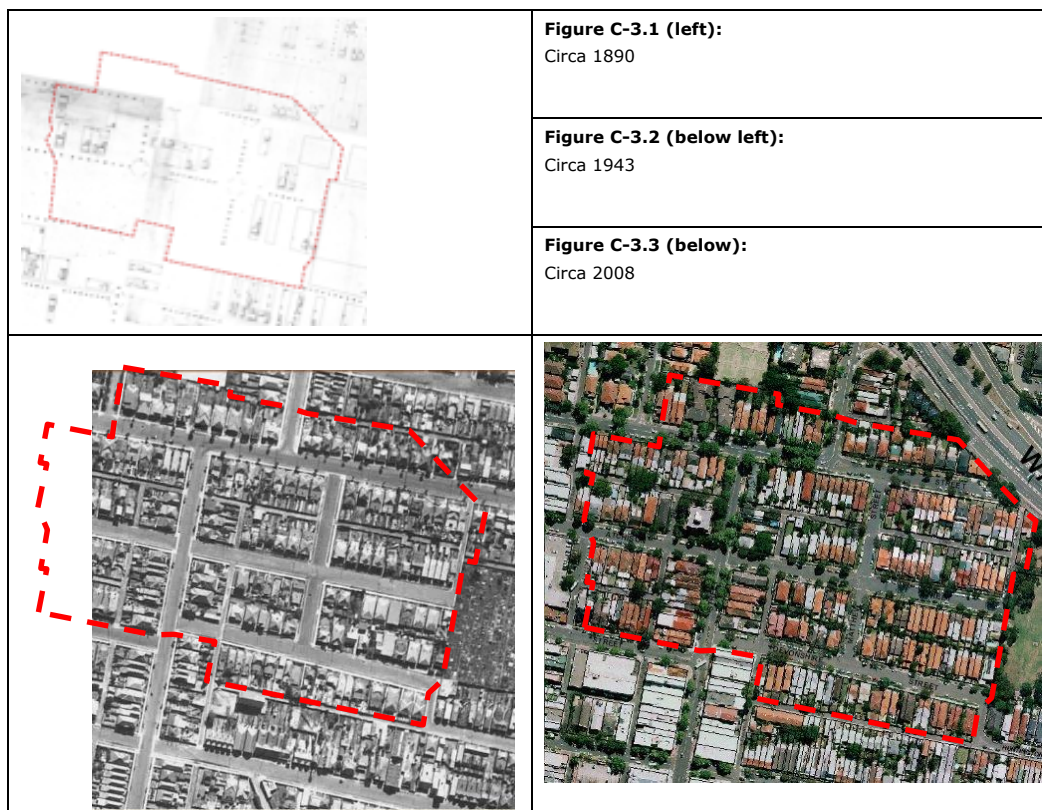 Figure C-3.1 (left):
Circa 1890
Figure C-3.2 (below left):
Circa 1943
Figure C-3.3 (below):
Circa 2008
STREET